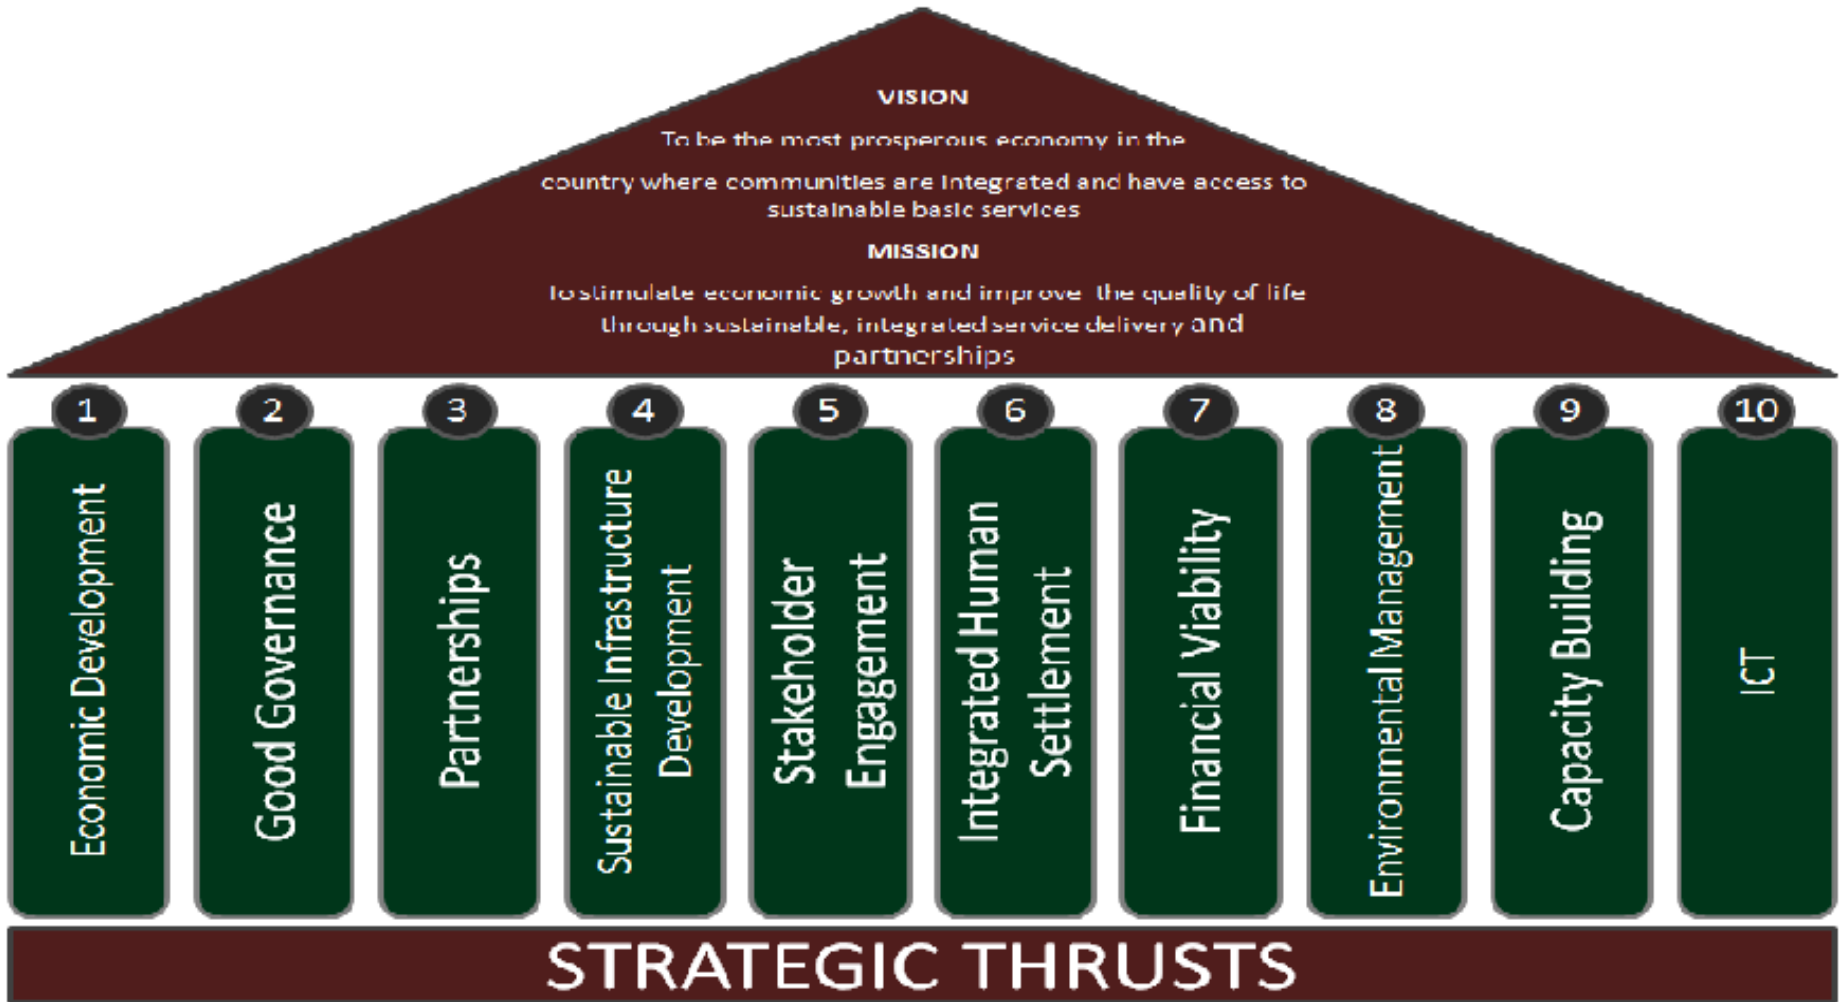 VISION
To be the most prosperous economy in the
country where communities are integrated and have access to
sustainable basic services
MISSION
To stimulate economic growth and improve the quality of life
through sustainable, integrated service delivery and
partnerships
1
Economic Development
2
Good Governance
3
Partnerships
4
Sustainable Infrastructure
Development
5
Stakeholder
Engagement
6
Integrated Human
Settlement
7
Financial Viability
8
Environmental Management
9
Capacity Building
10
ICT
STRATEGIC THRUSTS